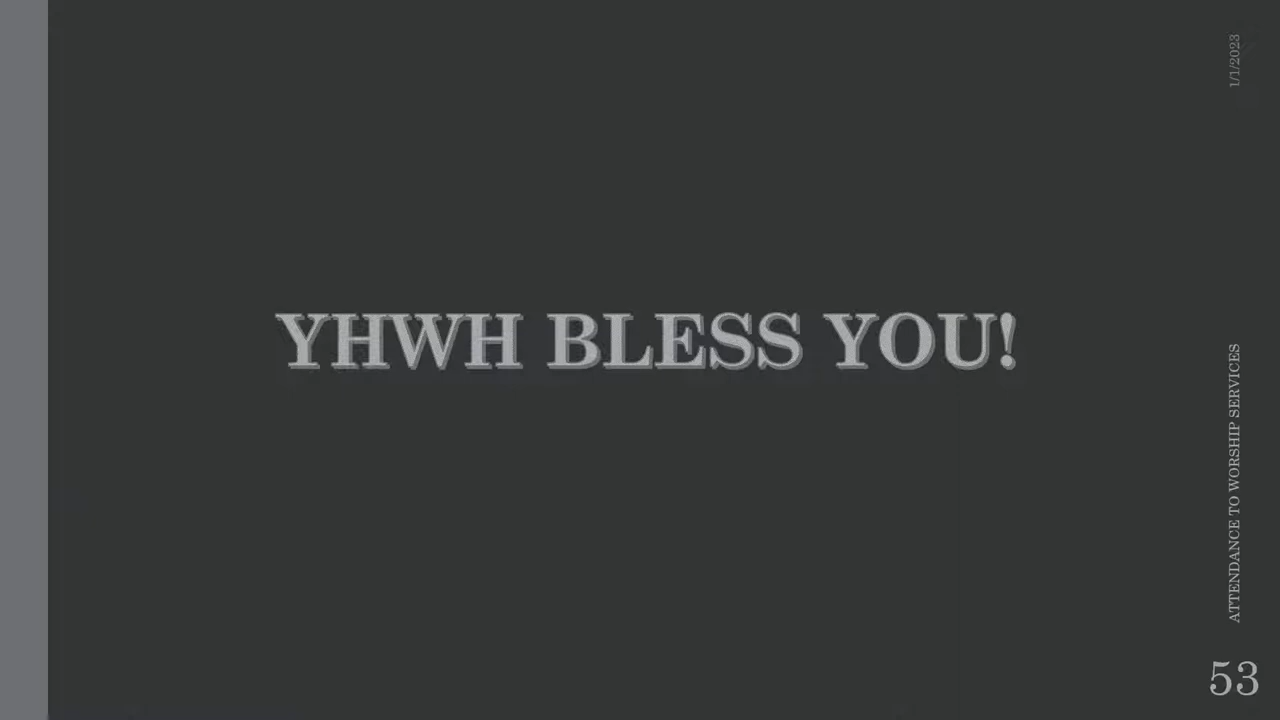 1/1/2023
YHWH BLESS YOU!
ATTENDANCE TO WORSHIP SERVICES
53